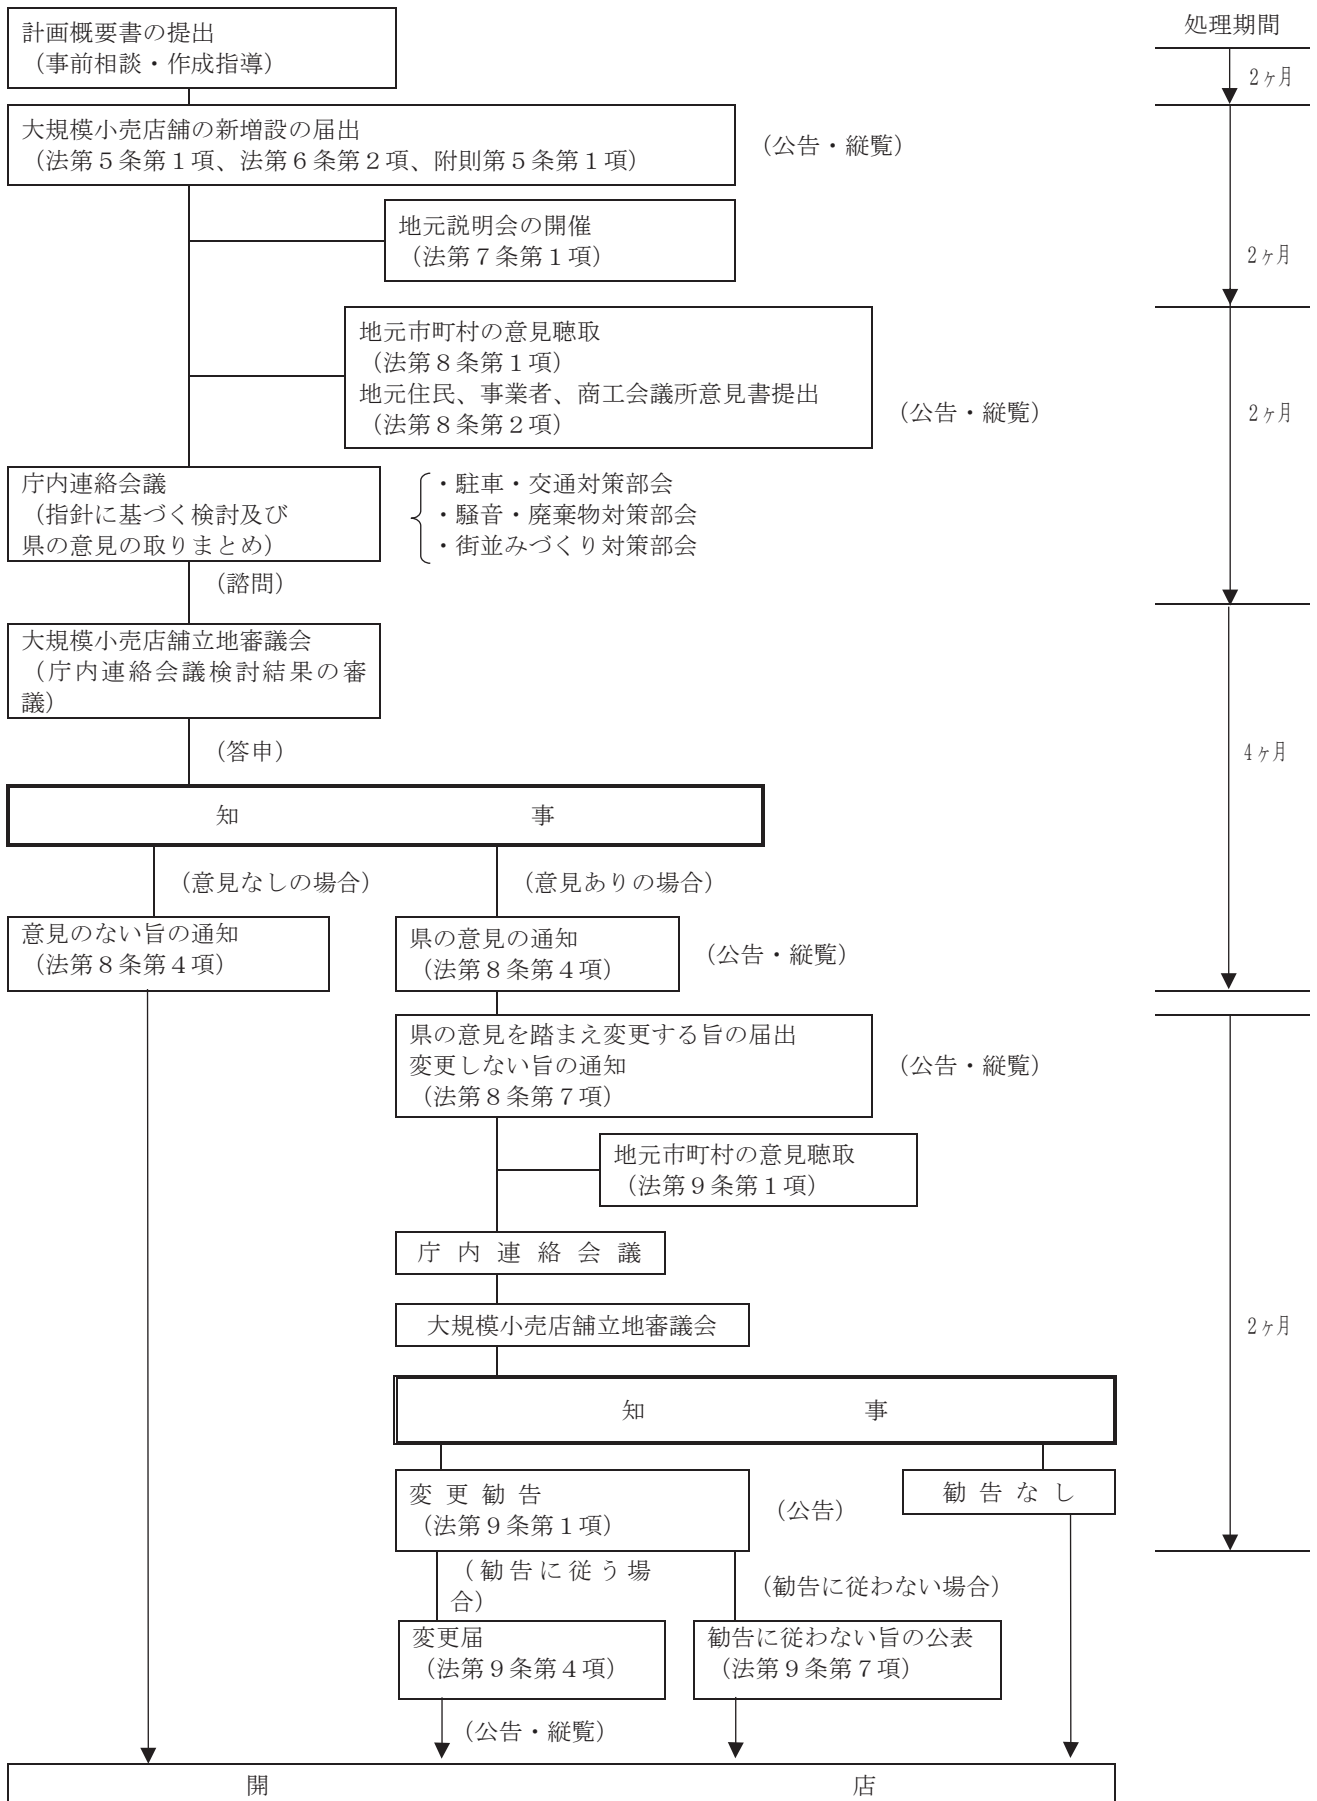 計画概要書の提出
（事前相談・作成指導）
処理期間
2ヶ月
大規模小売店舗の新増設の届出
（法第５条第１項、法第６条第２項、附則第５条第１項）
（公告・縦覧）
地元説明会の開催
（法第７条第１項）
2ヶ月
地元市町村の意見聴取
（法第８条第１項）
地元住民、事業者、商工会議所意見書提出
（法第８条第２項）
（公告・縦覧）
2ヶ月
庁内連絡会議
（指針に基づく検討及び
県の意見の取りまとめ）
・駐車・交通対策部会
・騒音・廃棄物対策部会
・街並みづくり対策部会
（諮問）
大規模小売店舗立地審議会
（庁内連絡会議検討結果の審
議）
（答申）
4ヶ月
知　事
（意見なしの場合）
（意見ありの場合）
意見のない旨の通知
（法第８条第４項）
県の意見の通知
（法第８条第４項）
（公告・縦覧）
県の意見を踏まえ変更する旨の届出
変更しない旨の通知
（法第８条第７項）
（公告・縦覧）
地元市町村の意見聴取
（法第９条第１項）
庁内連絡会議
大規模小売店舗立地審議会
2ヶ月
知　事
変更勧告
（法第９条第１項）
（公告）
勧告なし
（勧告に従う場
合）
（勧告に従わない場合）
変更届
（法第９条第４項）
勧告に従わない旨の公表
（法第９条第７項）
（公告・縦覧）
開　店